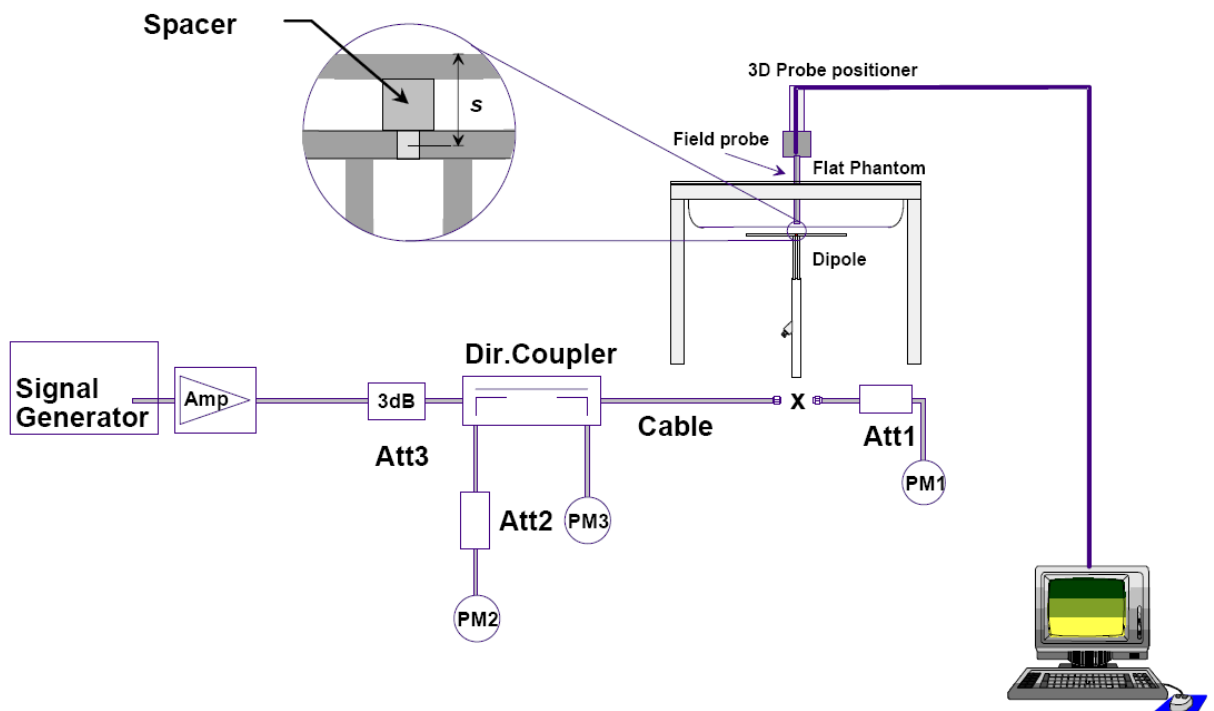 Spacer
s
3D Probe positioner
Field probe
Flat Phantom
Dipole
Dir.Coupler
Signal
Generator
Amp
3dB
Att3
Cable
X
Att1
PM1
Att2
PM3
PM2